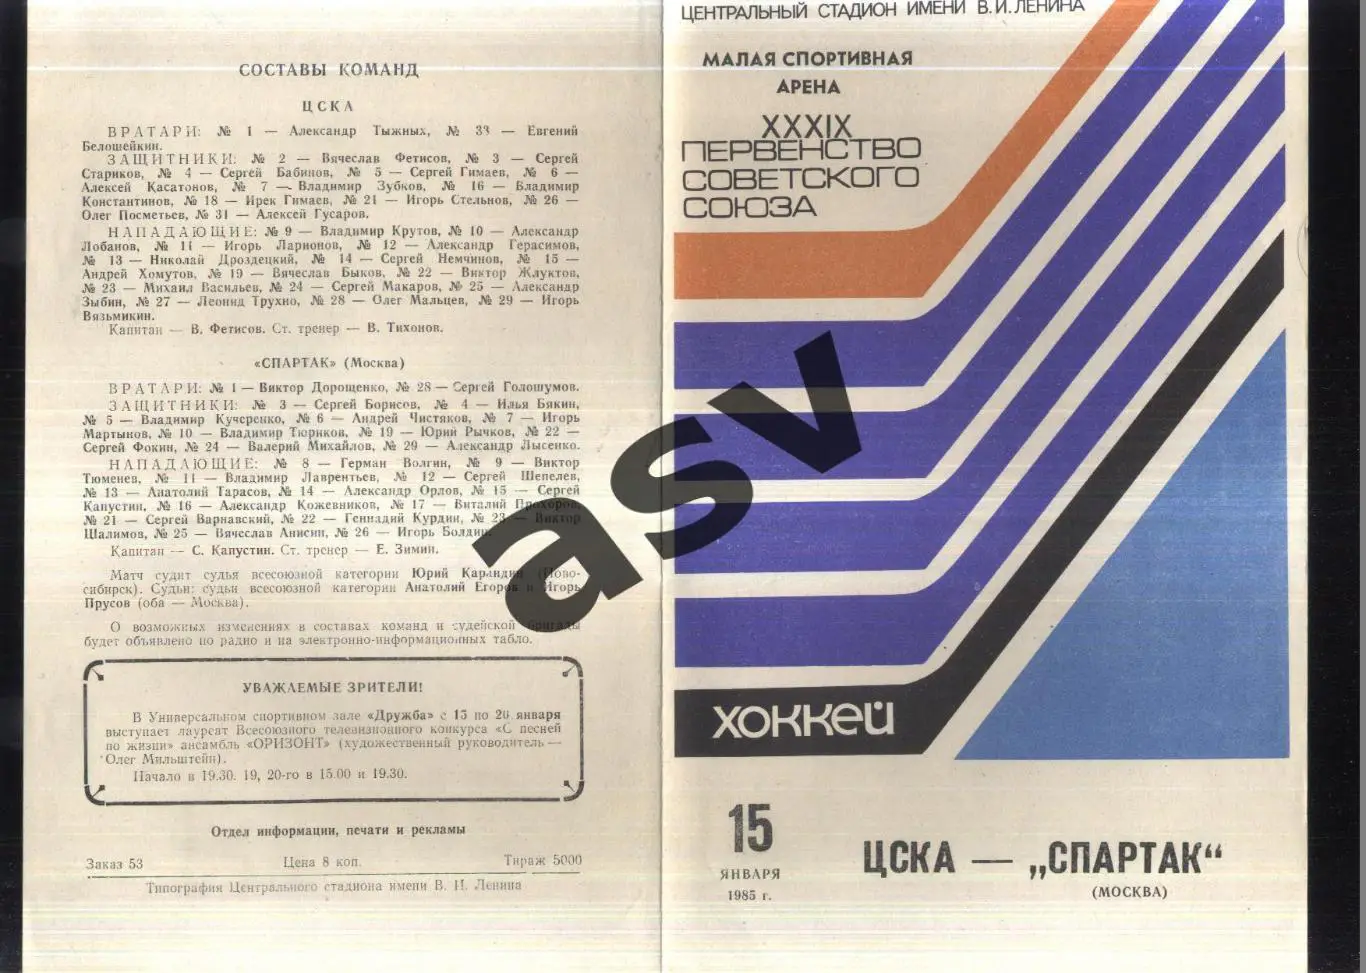 СОСТАВЫ КОМАНД
ЦСКА
ВРАТАРИ: № 1 — Александр Тыжных, № 33 — Евгений
Белошейкин.
ЗАЩИТНИКИ: № 2 — Вячеслав Фетисов, № 3 — Сергей
Стариков, № 4 — Сергей Бабинов, № 5 — Сергей Гимаев, № 6 —
Алексей Касатонов, № 7 — Владимир Зубков, № 16 — Владимир
Константинов, № 18 — Ирек Гимаев, № 21 — Игорь Стельнов, № 26 —
Олег Посметьев, № 31 — Алексей Гусаров.
НАПАДАЮЩИЕ: № 9 — Владимир Крутов, № 10 — Александр
Лобанов, № 11 — Игорь Ларионов, № 12 — Александр Герасимов,
№ 13 — Николай Дроздецкий, № 14 — Сергей Немчинов, № 15 —
Андрей Хомутов, № 19 — Вячеслав Быков, № 22 — Виктор Жлуктов,
№ 23 — Михаил Васильев, № 24 — Сергей Макаров, № 25 — Александр
Зыбин, № 27 — Леонид Трухно, № 28 — Олег Мальцев, № 29 — Игорь
Вязьмикин.
Капитан — В. Фетисов. Ст. тренер — В. Тихонов.
«СПАРТАК» (Москва)
ВРАТАРИ: № 1 — Виктор Дорощенко, № 28 — Сергей Голошумов.
ЗАЩИТНИКИ: № 3 — Сергей Борисов, № 4 — Илья Бякин,
№ 5 — Владимир Кучеренко, № 6 — Андрей Чистяков, № 7 — Игорь
Мартынов, № 10 — Владимир Тюриков, № 19 — Юрий Рычков, № 22 —
Сергей Фокин, № 24 — Валерий Михайлов, № 29 — Александр Лысенко.
НАПАДАЮЩИЕ: № 8 — Герман Волгин, № 9 — Виктор
Тюменев, № 11 — Владимир Лаврентьев, № 12 — Сергей Шепелев,
№ 13 — Анатолий Тарасов, № 14 — Александр Орлов, № 15 — Сергей
Капустин, № 16 — Александр Кожевников, № 17 — Виталий Прохоров,
№ 21 — Сергей Варнавский, № 22 — Геннадий Курдин, № 23 — Виктор
Шалимов, № 25 — Вячеслав Анисин, № 26 — Игорь Болдин.
Капитан — С. Капустин. Ст. тренер — Е. Зимин.
Матч судит судья всесоюзной категории Юрий Карандин (Ново-
сибирск). Судьи: судьи всесоюзной категории Анатолий Егоров и Игорь
Прусов (оба — Москва).
О возможных изменениях в составах команд и судейской бригады
будет объявлено по радио и на электронно-информационных табло.
УВАЖАЕМЫЕ ЗРИТЕЛИ!
В Универсальном спортивном зале «Дружба» с 15 по 20 января
выступает лауреат Всесоюзного телевизионного конкурса «С песней
по жизни» ансамбль «ОРИЗОНТ» (художественный руководитель —
Олег Мильштейн).
Начало в 19.30. 19, 20-го в 15.00 и 19.30.
Отдел информации, печати и рекламы
Заказ 53 Цена 8 коп. Тираж 5000
Типография Центрального стадиона имени В. И. Ленина
ЦЕНТРАЛЬНЫЙ СТАДИОН ИМЕНИ В.И.ЛЕНИНА
МАЛАЯ СПОРТИВНАЯ
АРЕНА
XXXIX
ПЕРВЕНСТВО
СОВЕТСКОГО
СОЮЗА
ХОККЕЙ
15
ЯНВАРЯ
1985 г.
ЦСКА — „СПАРТАК“
(МОСКВА)
asv